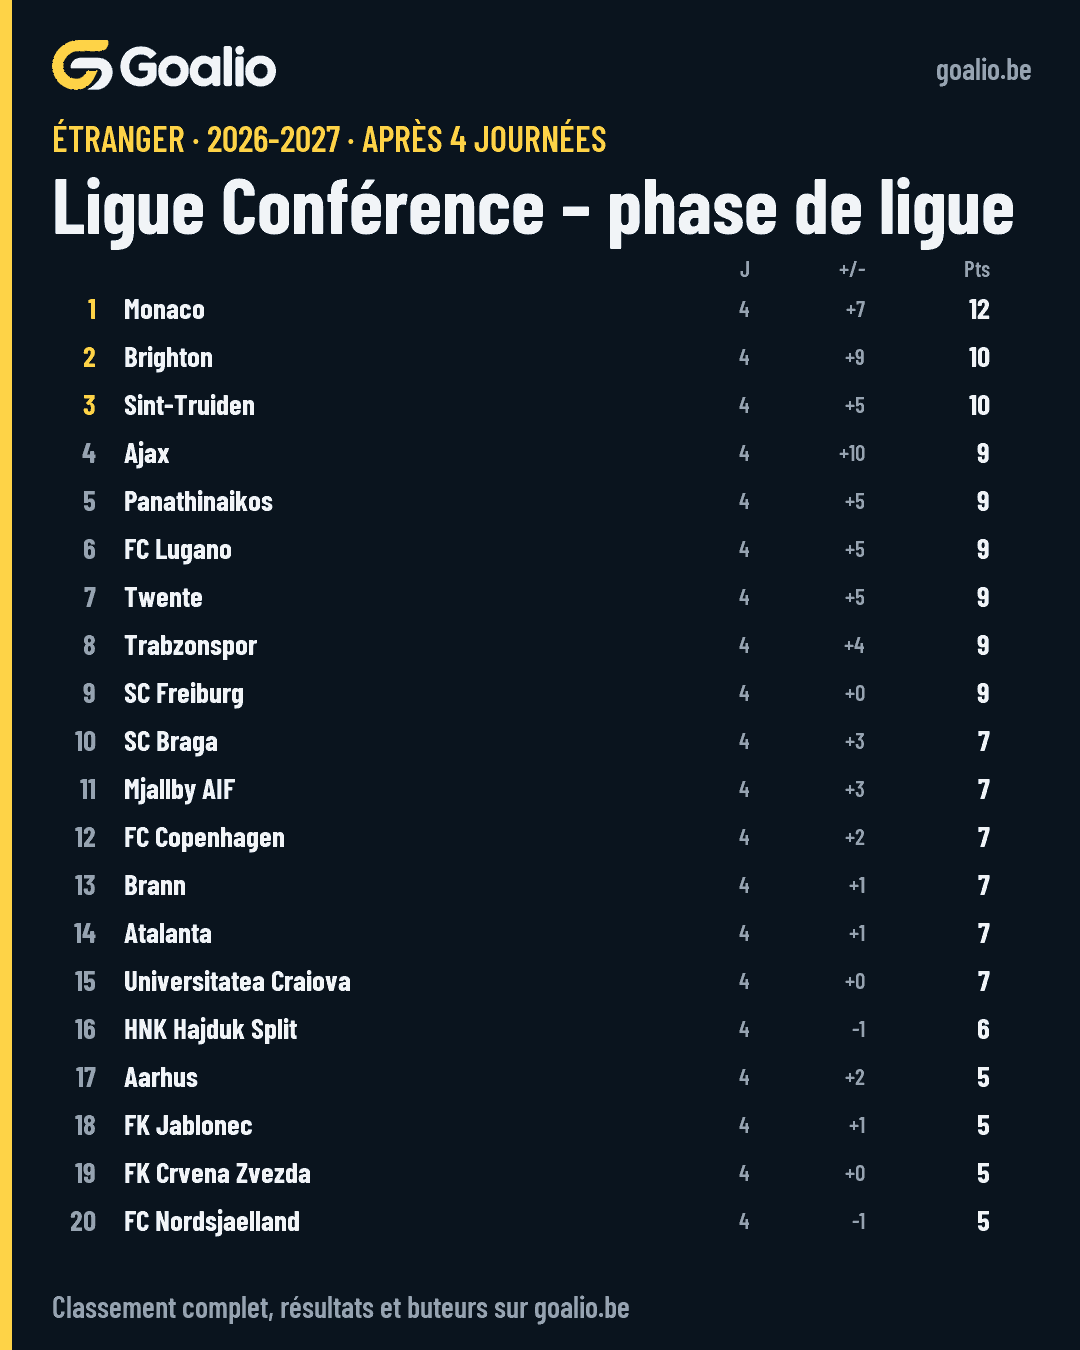 Goalio
goalio.be
ÉTRANGER · 2026-2027 · APRÈS 4 JOURNÉES
Ligue Conférence – phase de ligue
J +/- Pts
1 Monaco 4 +7 12
2 Brighton 4 +9 10
3 Sint-Truiden 4 +5 10
4 Ajax 4 +10 9
5 Panathinaikos 4 +5 9
6 FC Lugano 4 +5 9
7 Twente 4 +5 9
8 Trabzonspor 4 +4 9
9 SC Freiburg 4 +0 9
10 SC Braga 4 +3 7
11 Mjallby AIF 4 +3 7
12 FC Copenhagen 4 +2 7
13 Brann 4 +1 7
14 Atalanta 4 +1 7
15 Universitatea Craiova 4 +0 7
16 HNK Hajduk Split 4 -1 6
17 Aarhus 4 +2 5
18 FK Jablonec 4 +1 5
19 FK Crvena Zvezda 4 +0 5
20 FC Nordsjaelland 4 -1 5
Classement complet, résultats et buteurs sur goalio.be